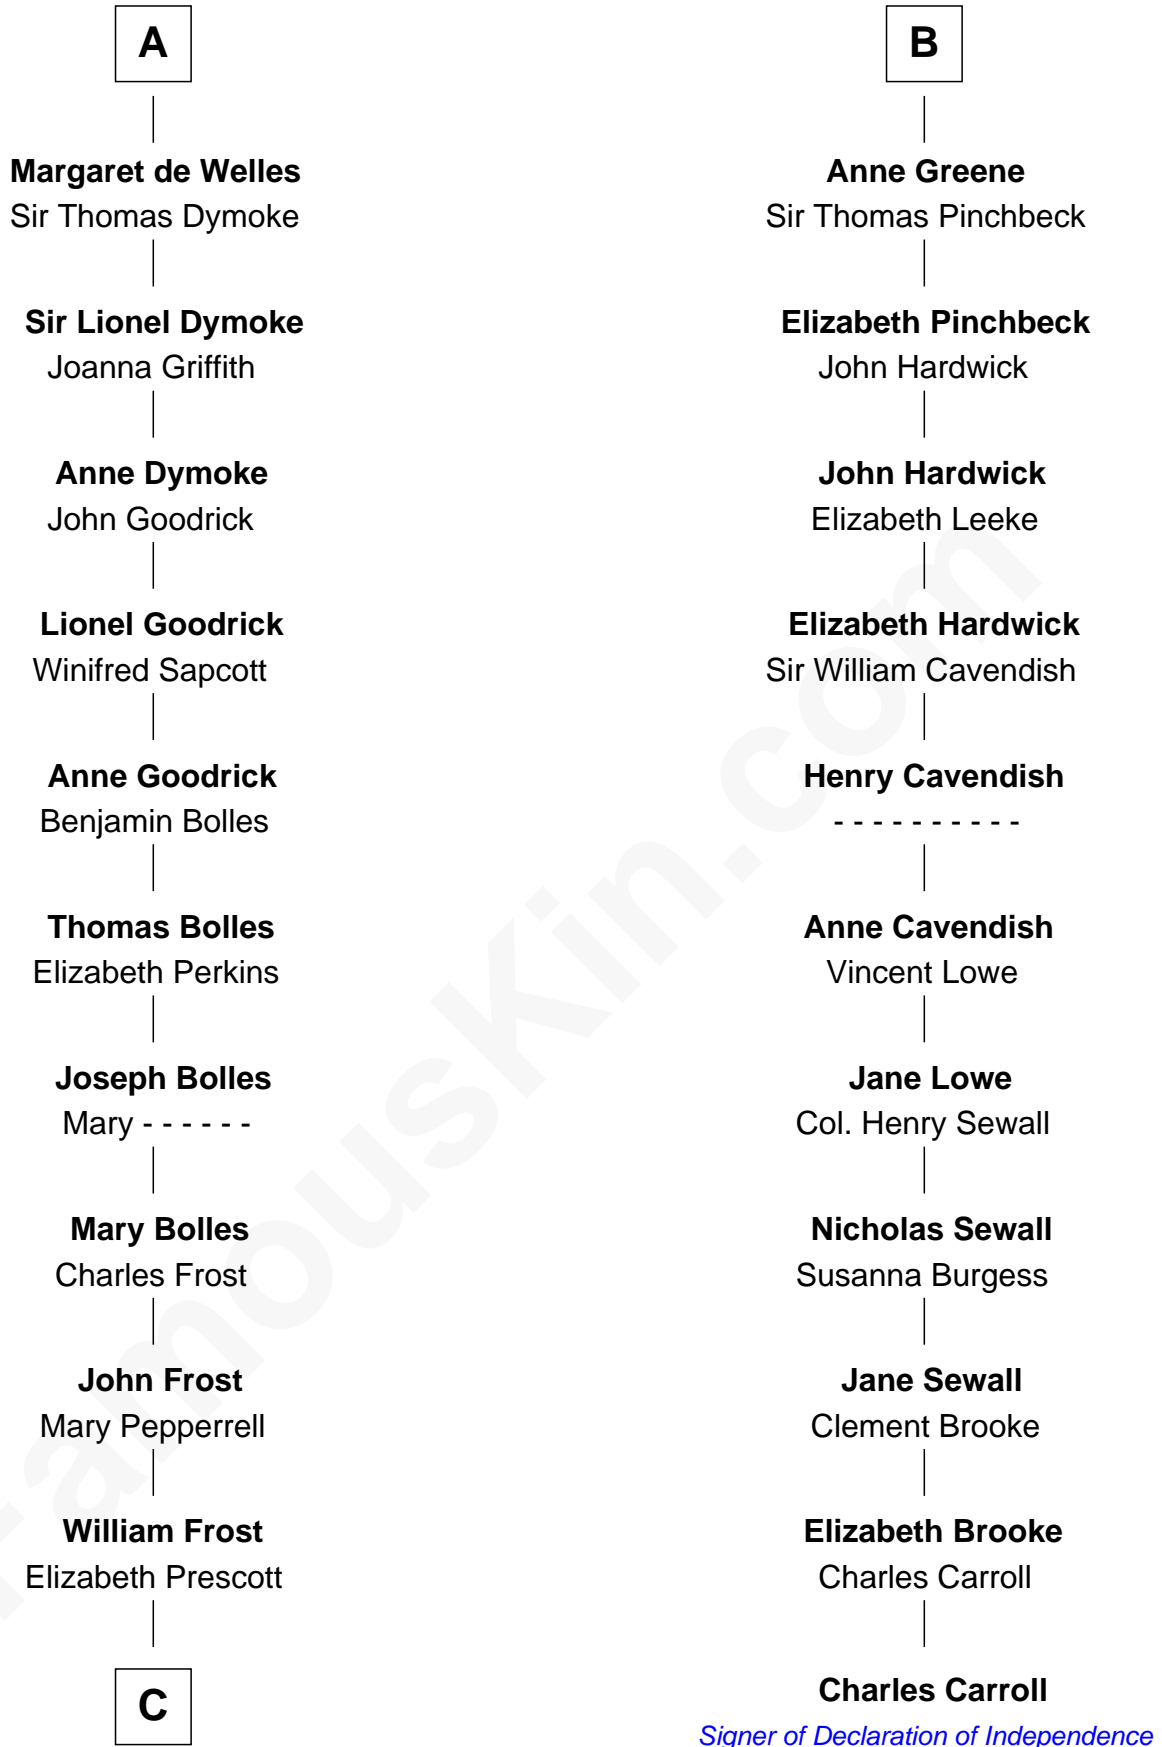 A
Margaret de Welles
Sir Thomas Dymoke
Sir Lionel Dymoke
Joanna Griffith
Anne Dymoke
John Goodrick
Lionel Goodrick
Winifred Sapcott
Anne Goodrick
Benjamin Bolles
Thomas Bolles
Elizabeth Perkins
Joseph Bolles
Mary - - - - - -
Mary Bolles
Charles Frost
John Frost
Mary Pepperrell
William Frost
Elizabeth Prescott
C
B
Anne Greene
Sir Thomas Pinchbeck
Elizabeth Pinchbeck
John Hardwick
John Hardwick
Elizabeth Leeke
Elizabeth Hardwick
Sir William Cavendish
Henry Cavendish
- - - - - - - - - -
Anne Cavendish
Vincent Lowe
Jane Lowe
Col. Henry Sewall
Nicholas Sewall
Susanna Burgess
Jane Sewall
Clement Brooke
Elizabeth Brooke
Charles Carroll
Charles Carroll
Signer of Declaration of Independence
FamousKin.com